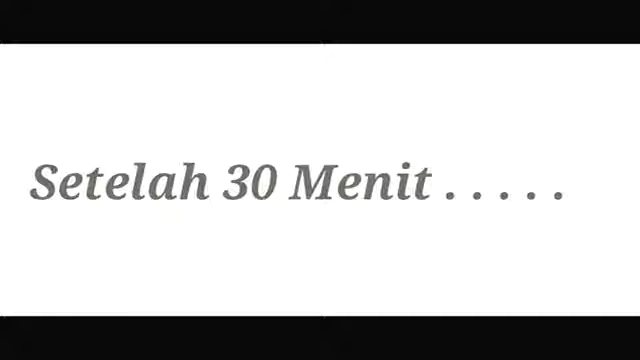 Setelah 30 Menit . . . . .